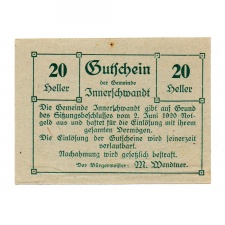 20 Gutschein 20
der Gemeinde
Heller Innerschwandt Heller
Die Gemeinde Innerschwandt gibt auf Grund
des Sitzungsbeschlusses vom 2. Juni 1920 Not-
geld aus und haftet für die Einlösung mit ihrem
gesamten Vermögen.
Die Einlösung der Gutscheine wird seinerzeit
verlautbart.
Nachahmung wird gesetzlich bestraft.
Der Bürgermeister: M. Wendtner.